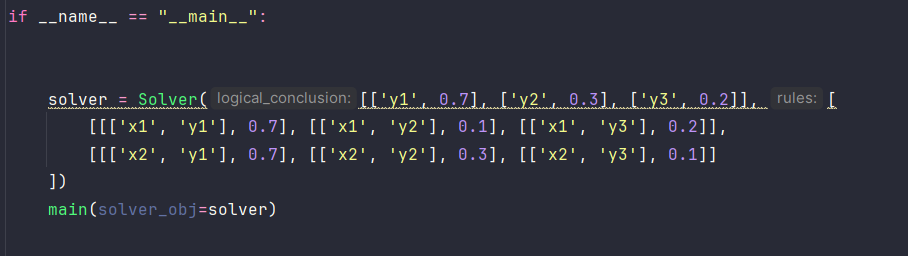 if __name__ == "__main__":
solver = Solver( logical_conclusion: [['y1', 0.7], ['y2', 0.3], ['y3', 0.2]], rules: [
[[['x1', 'y1'], 0.7], [['x1', 'y2'], 0.1], [['x1', 'y3'], 0.2]],
[[['x2', 'y1'], 0.7], [['x2', 'y2'], 0.3], [['x2', 'y3'], 0.1]]
])
main(solver_obj=solver)